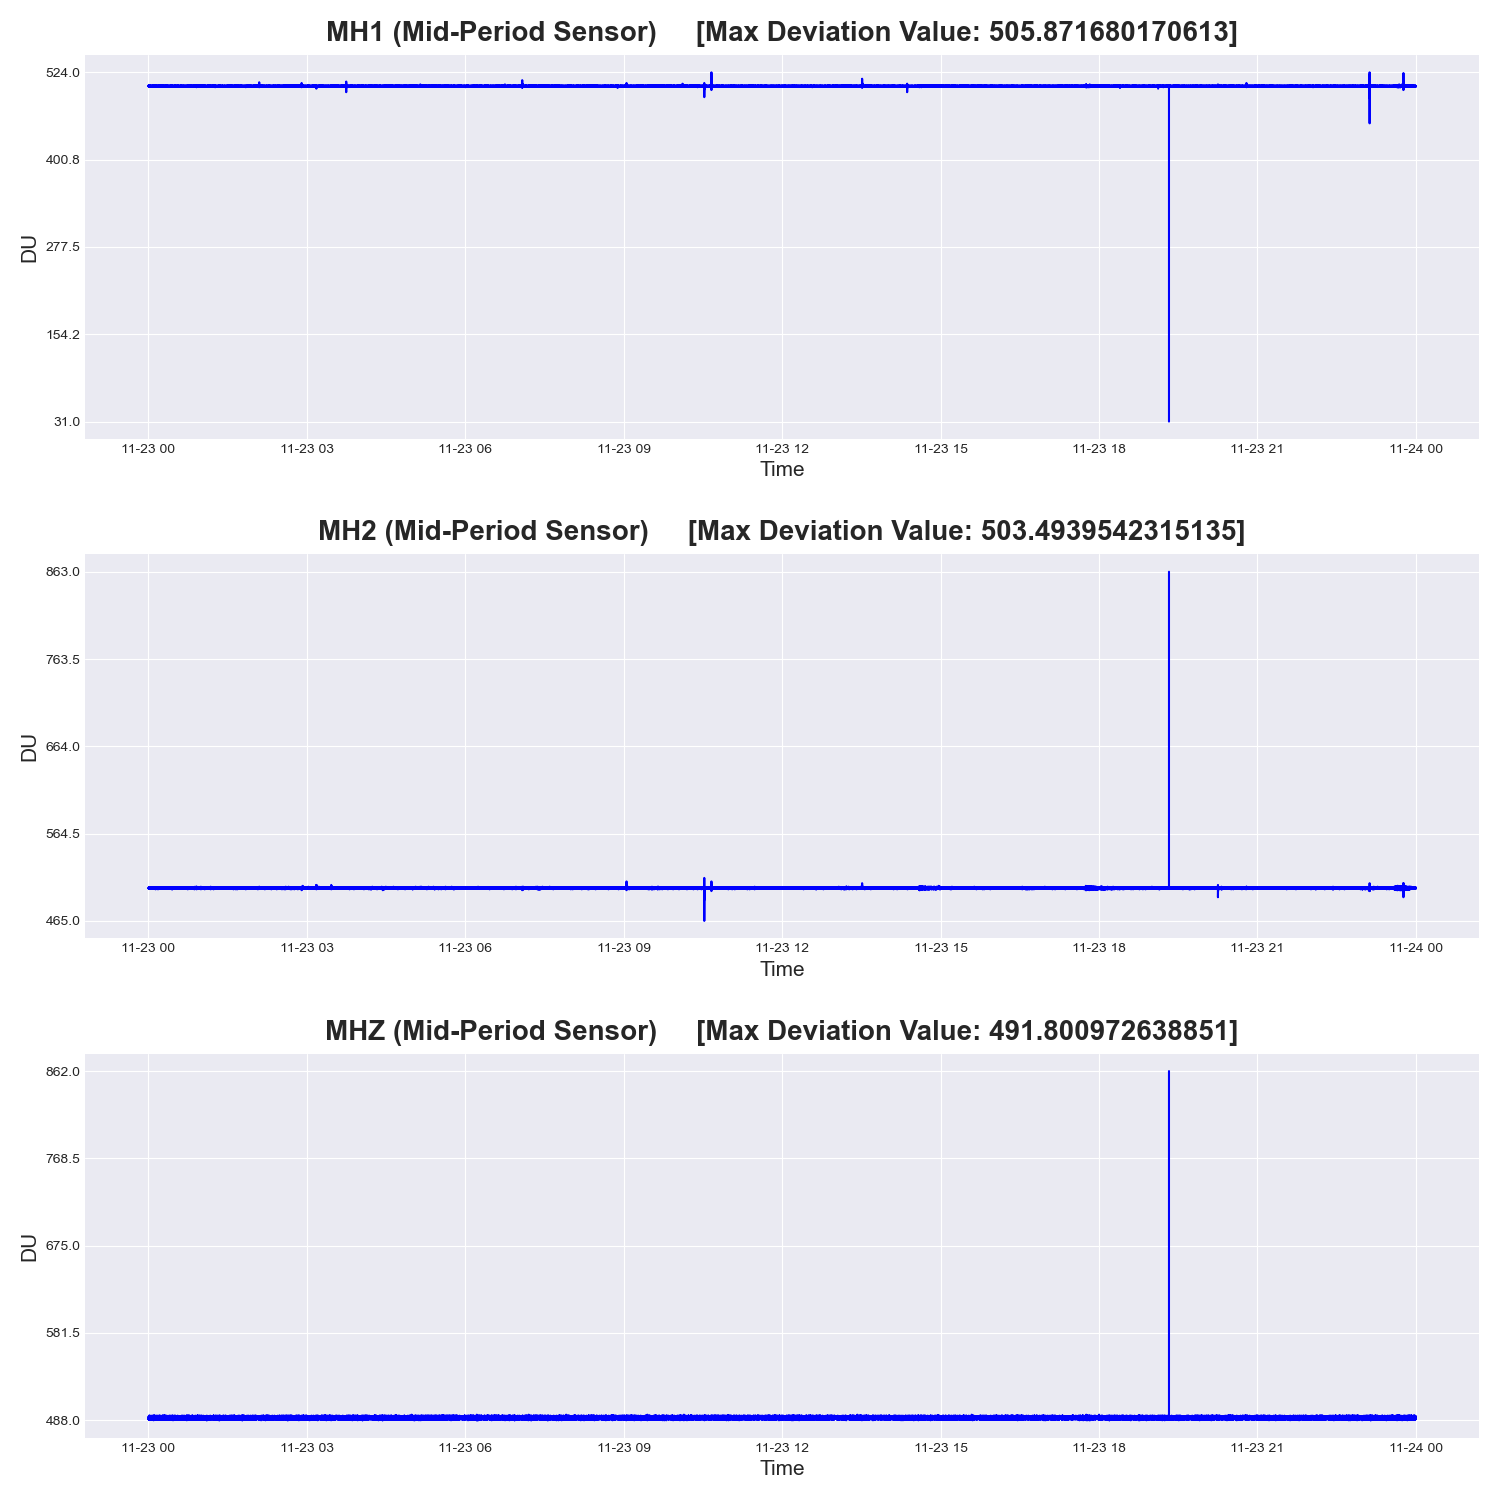 MH1 (Mid-Period Sensor) [Max Deviation Value: 505.871680170613]
524.0
400.8
277.5
154.2
31.0
DU
11-23 00 11-23 03 11-23 06 11-23 09 11-23 12 11-23 15 11-23 18 11-23 21 11-24 00
Time
MH2 (Mid-Period Sensor) [Max Deviation Value: 503.4939542315135]
863.0
763.5
664.0
564.5
465.0
DU
11-23 00 11-23 03 11-23 06 11-23 09 11-23 12 11-23 15 11-23 18 11-23 21 11-24 00
Time
MHZ (Mid-Period Sensor) [Max Deviation Value: 491.800972638851]
862.0
768.5
675.0
581.5
488.0
DU
11-23 00 11-23 03 11-23 06 11-23 09 11-23 12 11-23 15 11-23 18 11-23 21 11-24 00
Time